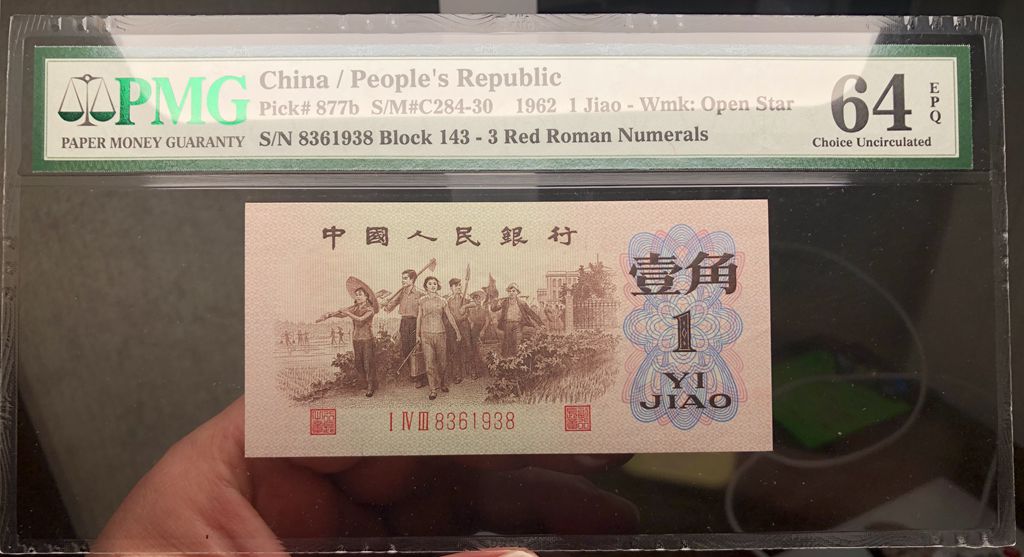 PMG
PAPER MONEY GUARANTY
China / People's Republic
Pick# 877b S/M#C284-30 1962 1 Jiao - Wmk: Open Star
S/N 8361938 Block 143 - 3 Red Roman Numerals
64
EPQ
Choice Uncirculated
中國人民銀行
壹角
1
YI
JIAO
I IV III 8361938